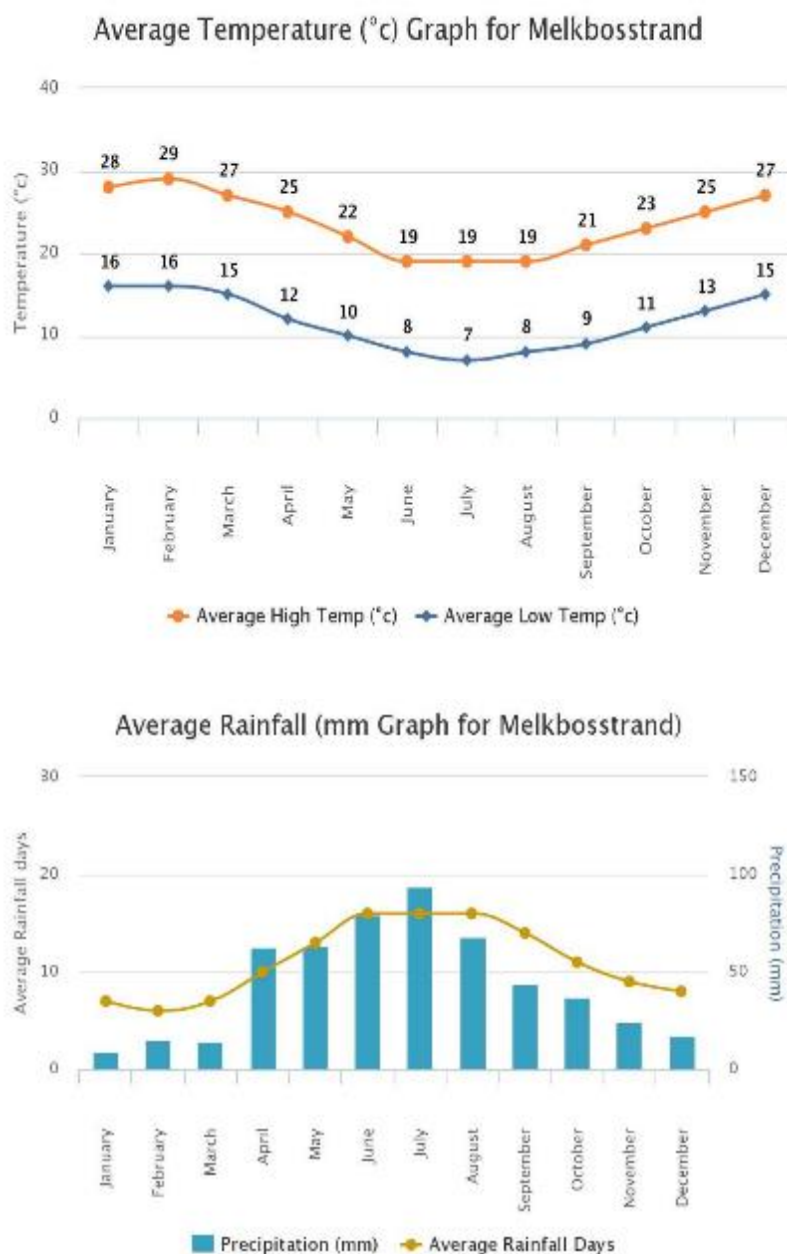 Average Temperature (°c) Graph for Melkbosstrand
40
30
20
10
0
Temperature (°c)
28
29
27
25
22
19
19
19
21
23
25
27
16
16
15
12
10
8
7
8
9
11
13
15
January
February
March
April
May
June
July
August
September
October
November
December
Average High Temp (°c) Average Low Temp (°c)
Average Rainfall (mm Graph for Melkbosstrand)
30
20
10
0
Average Rainfall days
150
100
50
0
Precipitation (mm)
January
February
March
April
May
June
July
August
September
October
November
December
Precipitation (mm) Average Rainfall Days